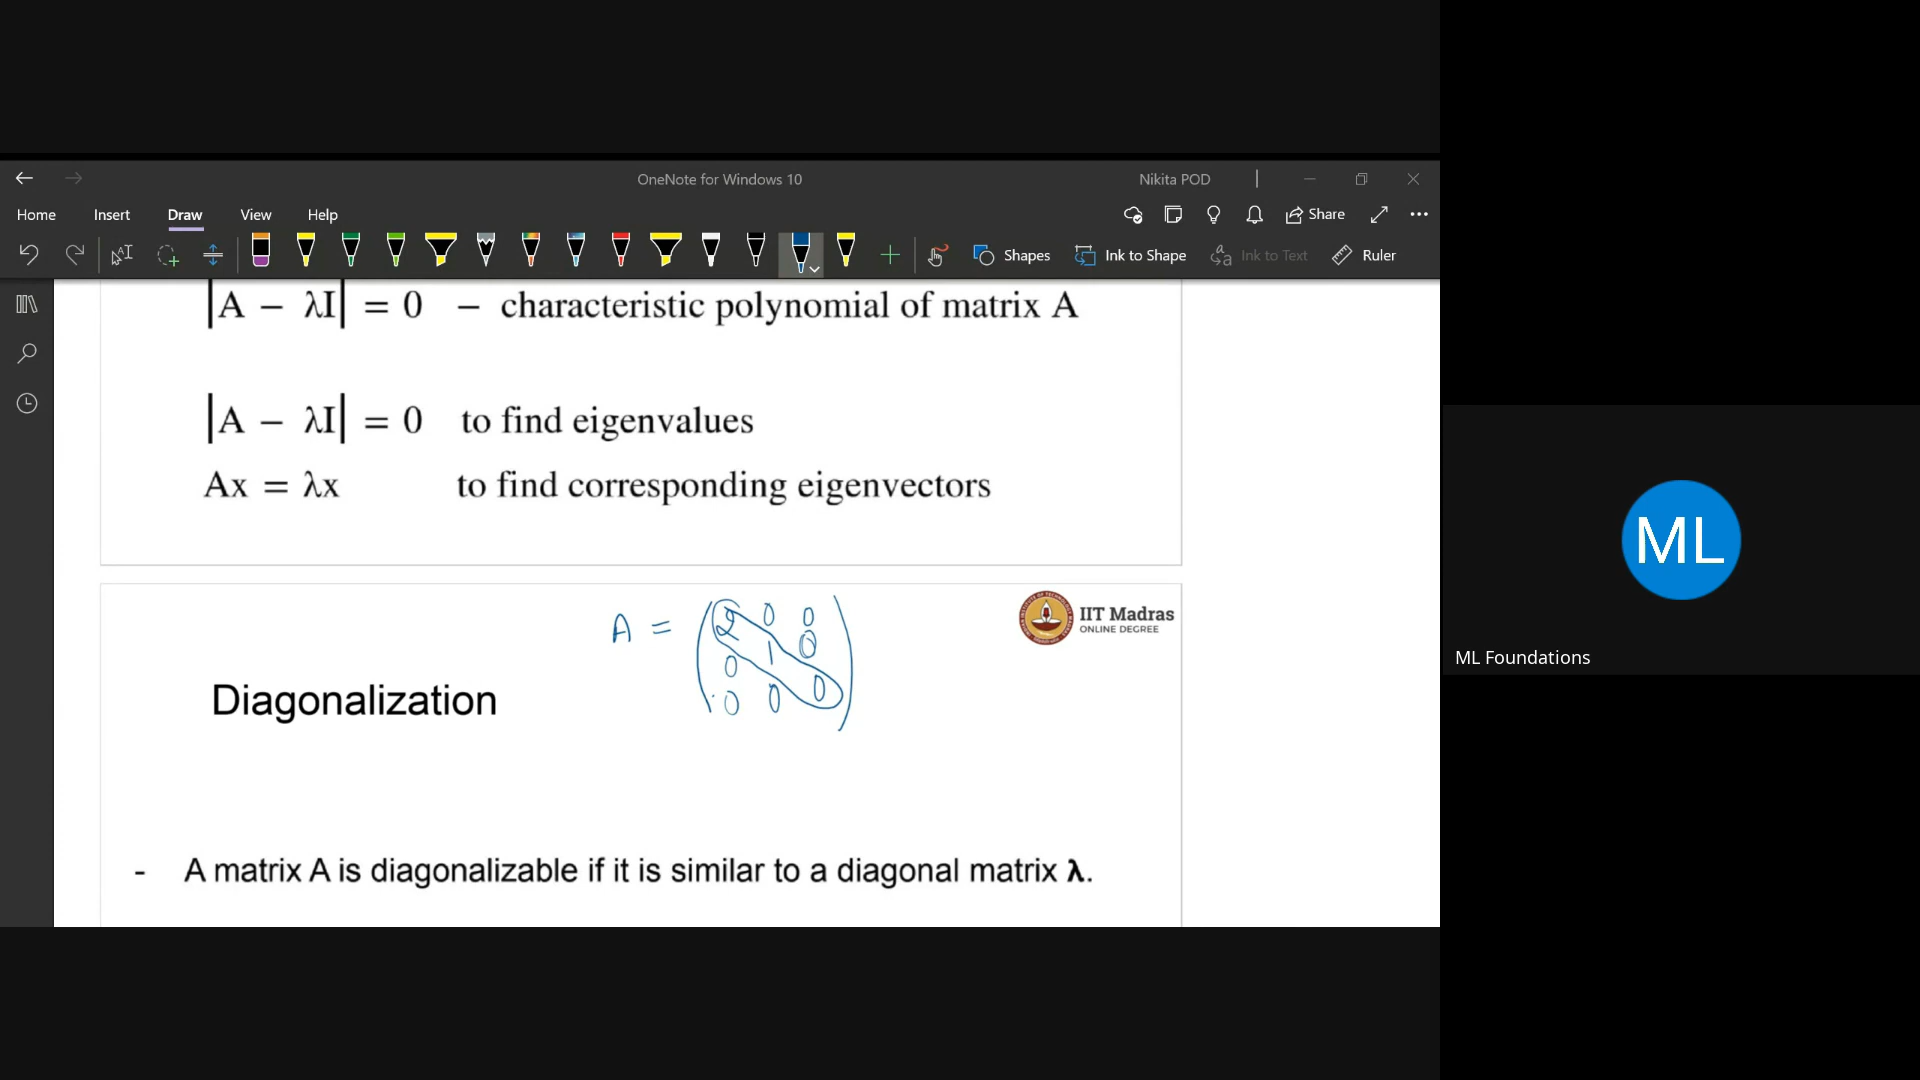 OneNote for Windows 10
Nikita POD
Home Insert Draw View Help
Share
Shapes Ink to Shape Ink to Text Ruler
|A − λI| = 0 − characteristic polynomial of matrix A
|A − λI| = 0 to find eigenvalues
Ax = λx to find corresponding eigenvectors
A = ( 2 0 0
0 1 0
0 0 0 )
IIT Madras
ONLINE DEGREE
Diagonalization
- A matrix A is diagonalizable if it is similar to a diagonal matrix λ.
ML
ML Foundations